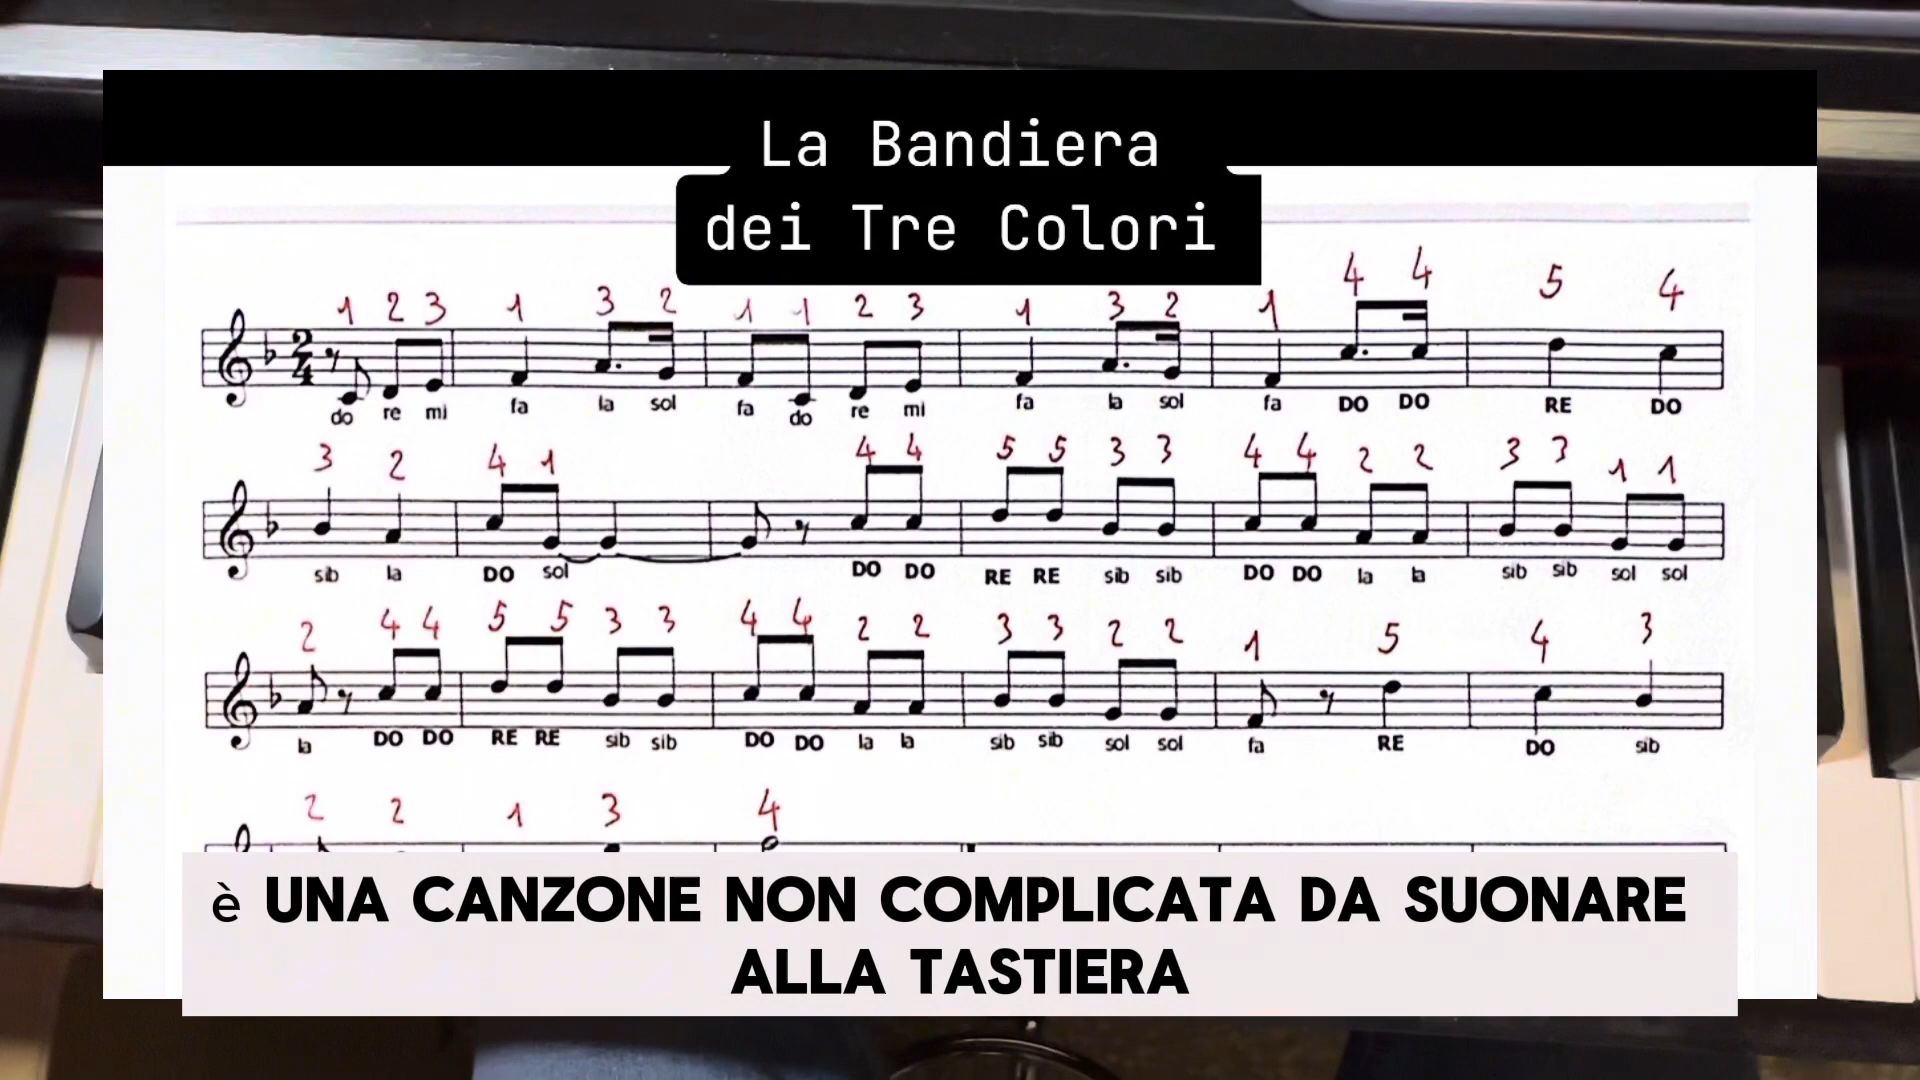 La Bandiera
dei Tre Colori
1 2 3 1 3 2 1 1 2 3 1 3 2 1 4 4 5 4
2
4
do re mi fa la sol fa do re mi fa la sol fa DO DO RE DO
3 2 4 1 4 4 5 5 3 3 4 4 2 2 3 3 1 1
sib la DO sol DO DO RE RE sib sib DO DO la la sib sib sol sol
2 4 4 5 5 3 3 4 4 2 2 3 3 2 2 1 5 4 3
la DO DO RE RE sib sib DO DO la la sib sib sol sol fa RE DO sib
2 2 1 3 4
è UNA CANZONE NON COMPLICATA DA SUONARE
ALLA TASTIERA